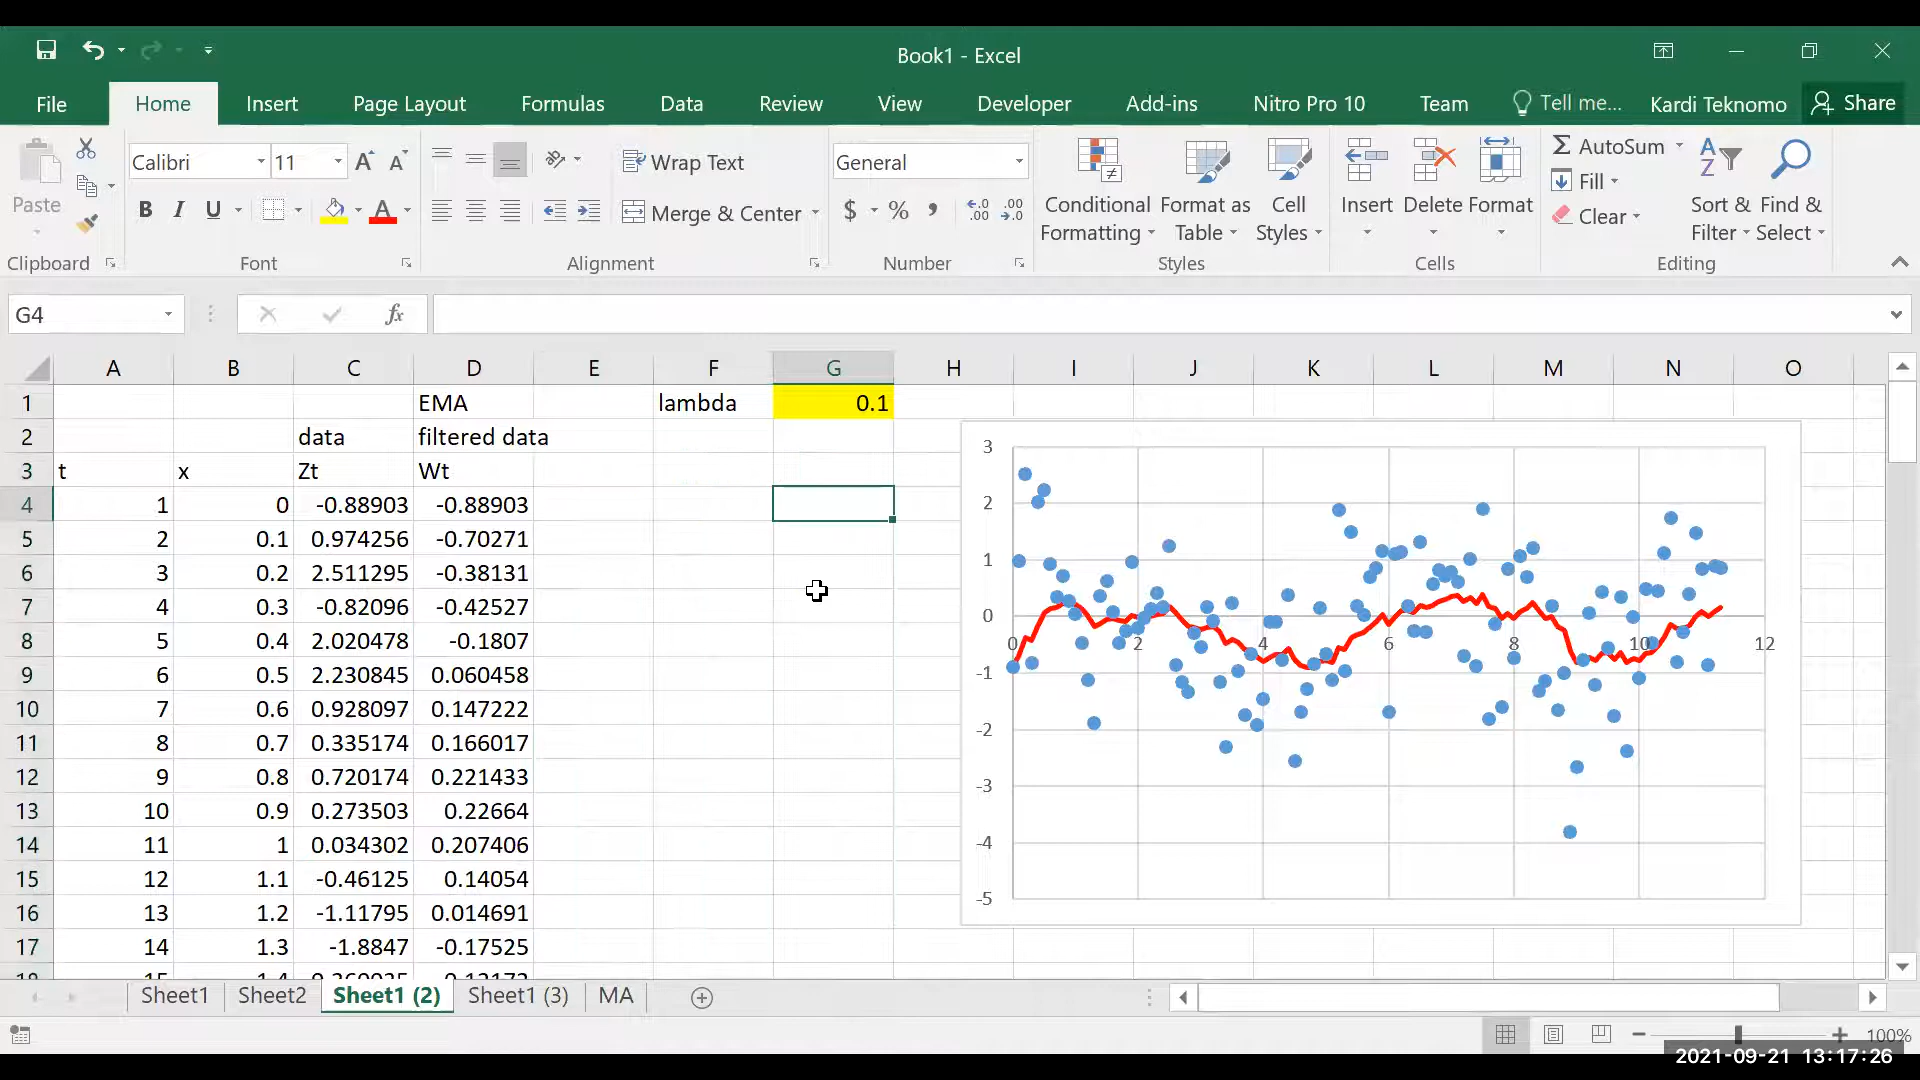 Book1 - Excel
File Home Insert Page Layout Formulas Data Review View Developer Add-ins Nitro Pro 10 Team Tell me... Kardi Teknomo Share
Paste
Clipboard
Calibri 11
B I U
Font
Wrap Text
Merge & Center
Alignment
General
$ % ,
Number
Conditional Formatting
Format as Table
Cell Styles
Styles
Insert Delete Format
Cells
AutoSum
Fill
Clear
Sort & Filter
Find & Select
Editing
G4 fx
A B C D E F G H I J K L M N O
1 EMA lambda 0.1
2 data filtered data
3 t x Zt Wt
4 1 0 -0.88903 -0.88903
5 2 0.1 0.974256 -0.70271
6 3 0.2 2.511295 -0.38131
7 4 0.3 -0.82096 -0.42527
8 5 0.4 2.020478 -0.1807
9 6 0.5 2.230845 0.060458
10 7 0.6 0.928097 0.147222
11 8 0.7 0.335174 0.166017
12 9 0.8 0.720174 0.221433
13 10 0.9 0.273503 0.22664
14 11 1 0.034302 0.207406
15 12 1.1 -0.46125 0.14054
16 13 1.2 -1.11795 0.014691
17 14 1.3 -1.8847 -0.17525
3
2
1
0
-1
-2
-3
-4
-5
0 2 4 6 8 10 12
Sheet1 Sheet2 Sheet1 (2) Sheet1 (3) MA
100%
2021-09-21 13:17:26